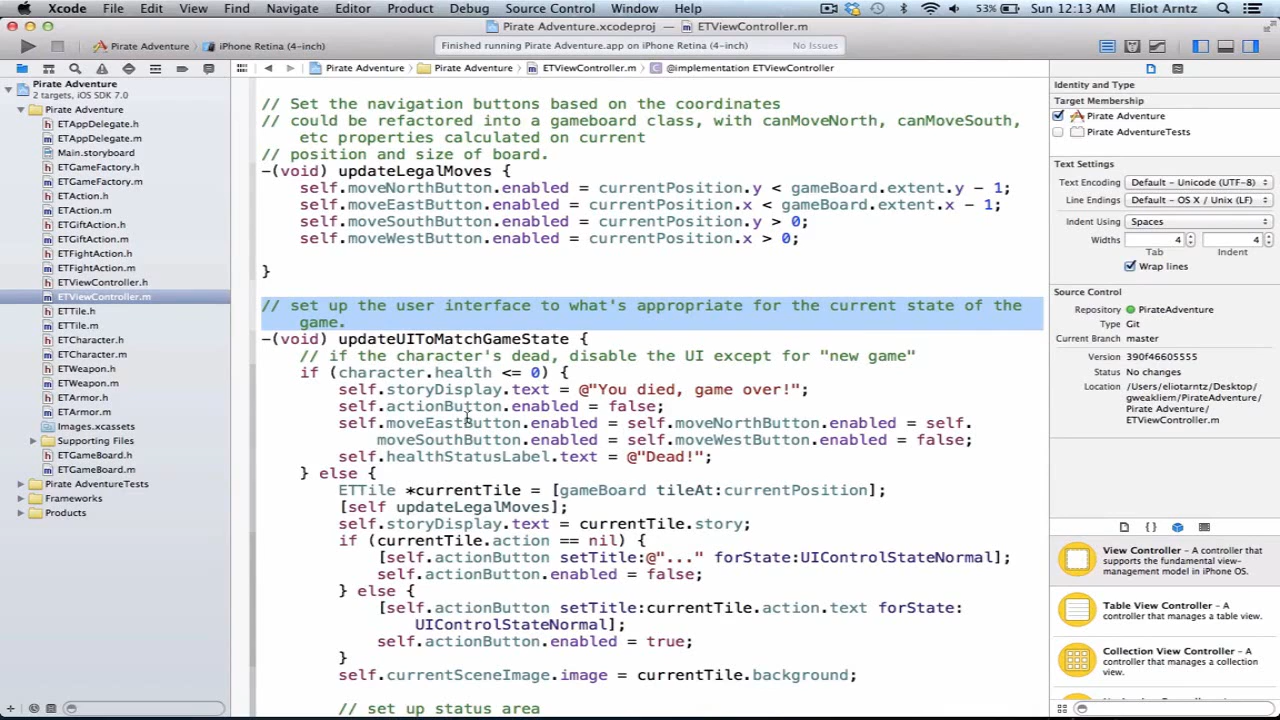 Xcode File Edit View Find Navigate Editor Product Debug Source Control Window Help 53% Sun 12:13 AM Eliot Arntz
Pirate Adventure.xcodeproj — ETViewController.m
Pirate Adventure iPhone Retina (4-inch) Finished running Pirate Adventure.app on iPhone Retina (4-inch) No Issues
Pirate Adventure Pirate Adventure ETViewController.m @implementation ETViewController
Pirate Adventure
2 targets, iOS SDK 7.0
Pirate Adventure
ETAppDelegate.h
ETAppDelegate.m
Main.storyboard
ETGameFactory.h
ETGameFactory.m
ETAction.h
ETAction.m
ETGiftAction.h
ETGiftAction.m
ETFightAction.h
ETFightAction.m
ETViewController.h
ETViewController.m
ETTile.h
ETTile.m
ETCharacter.h
ETCharacter.m
ETWeapon.h
ETWeapon.m
ETArmor.h
ETArmor.m
Images.xcassets
Supporting Files
ETGameBoard.h
ETGameBoard.m
Pirate AdventureTests
Frameworks
Products
// Set the navigation buttons based on the coordinates
// could be refactored into a gameboard class, with canMoveNorth, canMoveSouth,
etc properties calculated on current
// position and size of board.
-(void) updateLegalMoves {
self.moveNorthButton.enabled = currentPosition.y < gameBoard.extent.y - 1;
self.moveEastButton.enabled = currentPosition.x < gameBoard.extent.x - 1;
self.moveSouthButton.enabled = currentPosition.y > 0;
self.moveWestButton.enabled = currentPosition.x > 0;
}
// set up the user interface to what's appropriate for the current state of the
game.
-(void) updateUIToMatchGameState {
// if the character's dead, disable the UI except for "new game"
if (character.health <= 0) {
self.storyDisplay.text = @"You died, game over!";
self.actionButton.enabled = false;
self.moveEastButton.enabled = self.moveNorthButton.enabled = self.
moveSouthButton.enabled = self.moveWestButton.enabled = false;
self.healthStatusLabel.text = @"Dead!";
} else {
ETTile *currentTile = [gameBoard tileAt:currentPosition];
[self updateLegalMoves];
self.storyDisplay.text = currentTile.story;
if (currentTile.action == nil) {
[self.actionButton setTitle:@"..." forState:UIControlStateNormal];
self.actionButton.enabled = false;
} else {
[self.actionButton setTitle:currentTile.action.text forState:
UIControlStateNormal];
self.actionButton.enabled = true;
}
self.currentSceneImage.image = currentTile.background;
// set up status area
Identity and Type
Target Membership
Pirate Adventure
Pirate AdventureTests
Text Settings
Text Encoding Default - Unicode (UTF-8)
Line Endings Default - OS X / Unix (LF)
Indent Using Spaces
Widths 4 4
Tab Indent
Wrap lines
Source Control
Repository PirateAdventure
Type Git
Current Branch master
Version 390f46605555
Status No changes
Location /Users/eliotarntz/Desktop/
gweakliem/PirateAdventure/
Pirate Adventure/
ETViewController.m
{ }
View Controller - A controller that
supports the fundamental view-
management model in iPhone OS.
Table View Controller - A
controller that manages a table view.
Collection View Controller - A
controller that manages a collection
view.